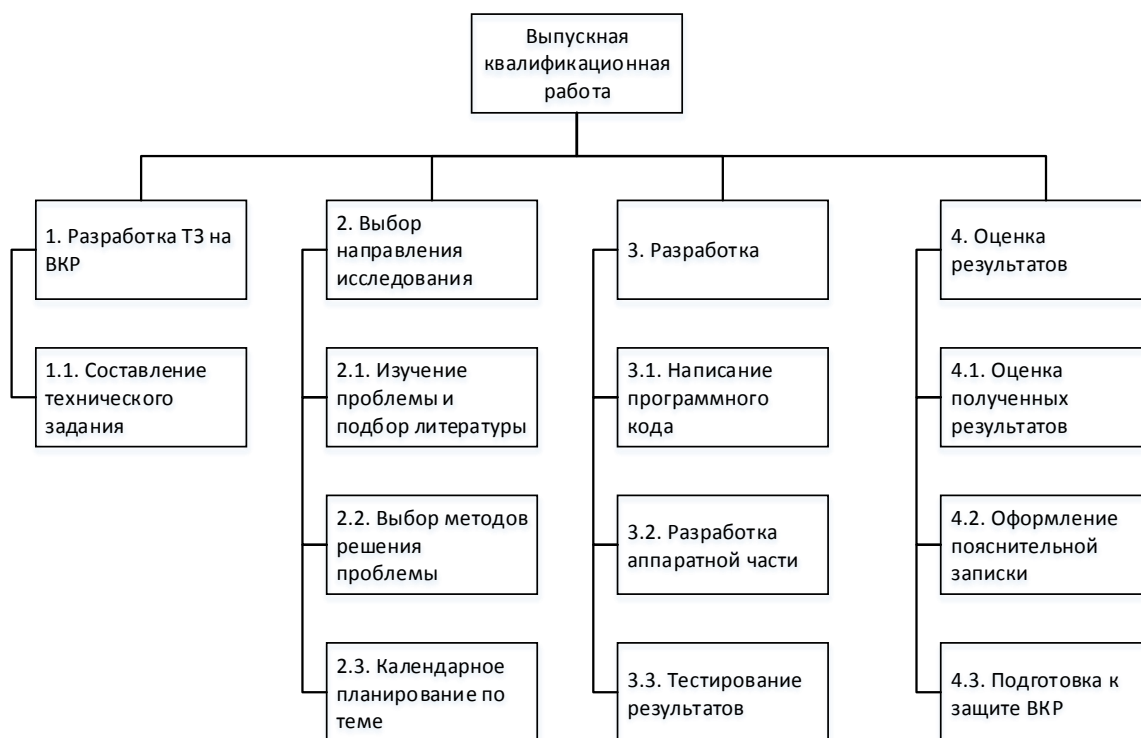 Выпускная
квалификационная
работа
1. Разработка ТЗ на
ВКР
1.1. Составление
технического
задания
2. Выбор
направления
исследования
2.1. Изучение
проблемы и
подбор литературы
2.2. Выбор методов
решения
проблемы
2.3. Календарное
планирование по
теме
3. Разработка
3.1. Написание
программного
кода
3.2. Разработка
аппаратной части
3.3. Тестирование
результатов
4. Оценка
результатов
4.1. Оценка
полученных
результатов
4.2. Оформление
пояснительной
записки
4.3. Подготовка к
защите ВКР